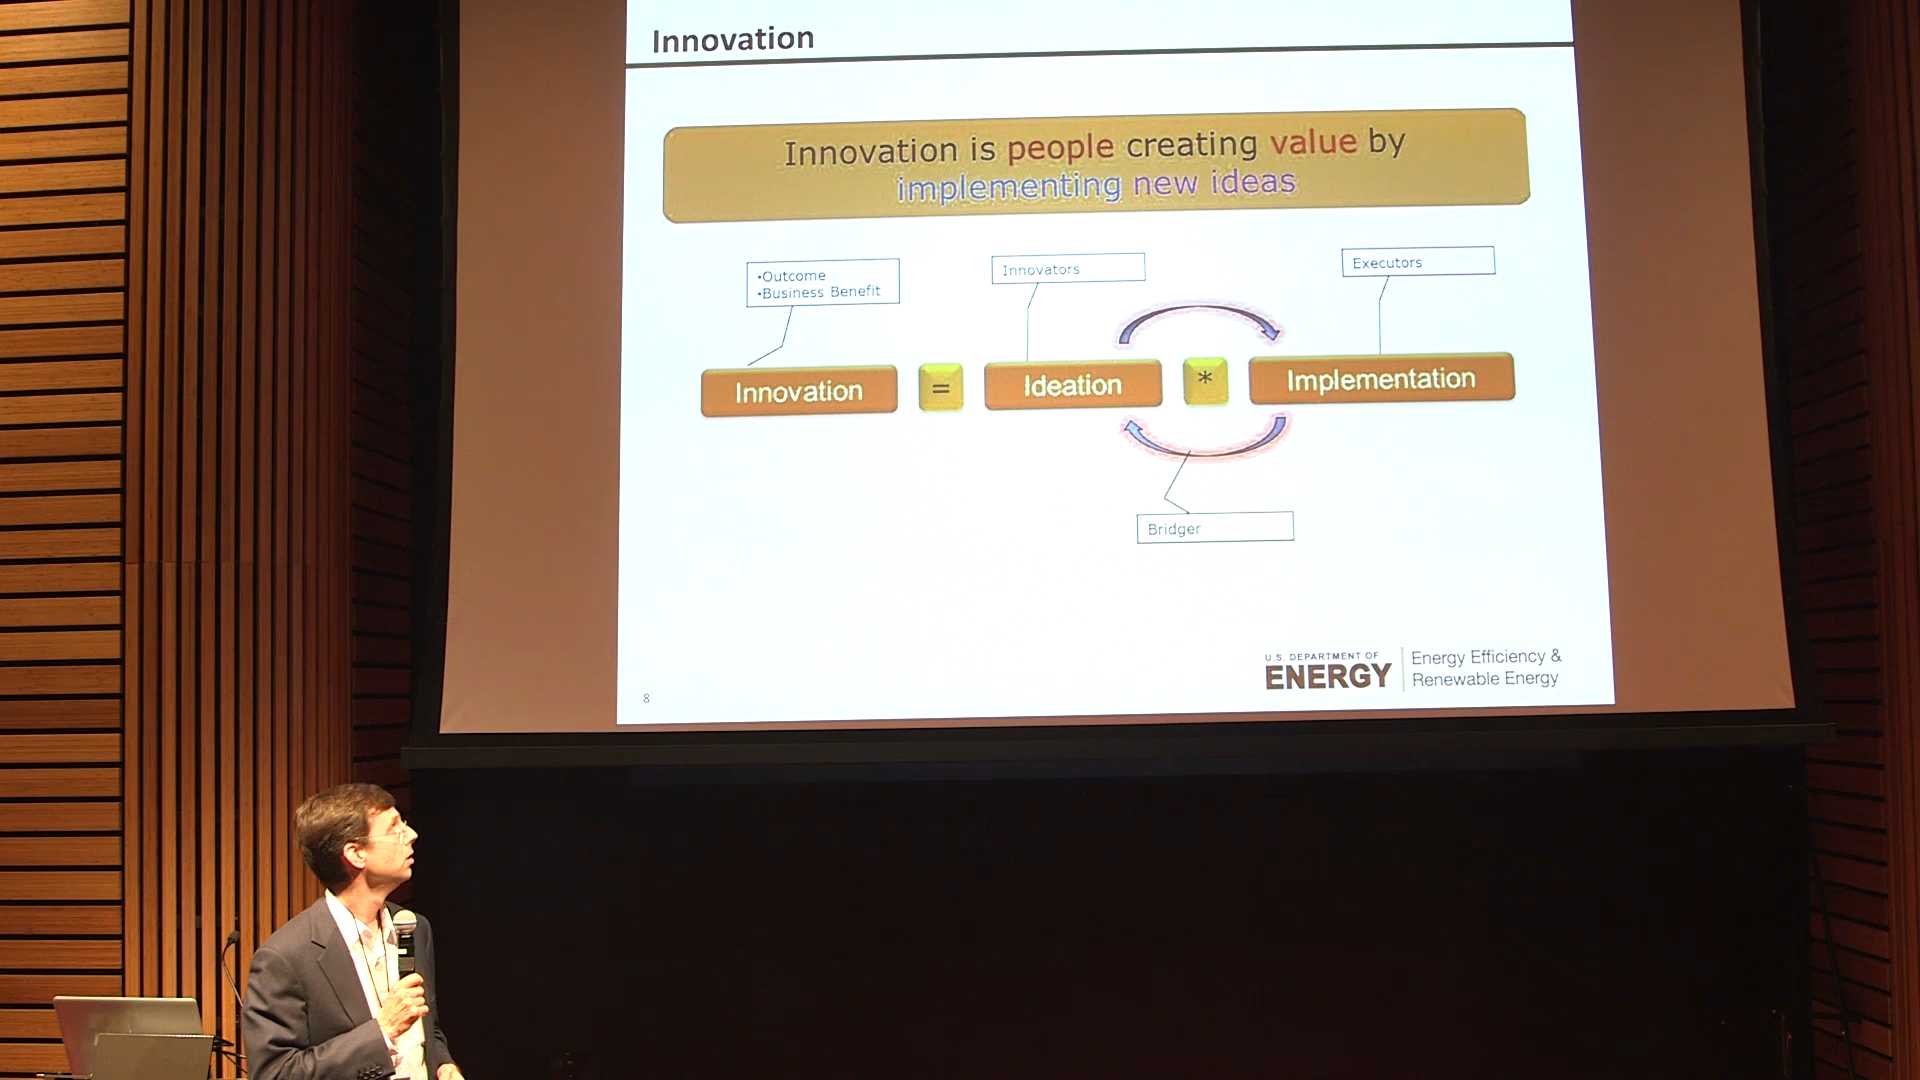 Innovation
Innovation is people creating value by
implementing new ideas
•Outcome
•Business Benefit
Innovators
Executors
Innovation = Ideation * Implementation
Bridger
U.S. DEPARTMENT OF
ENERGY
Energy Efficiency &
Renewable Energy
8